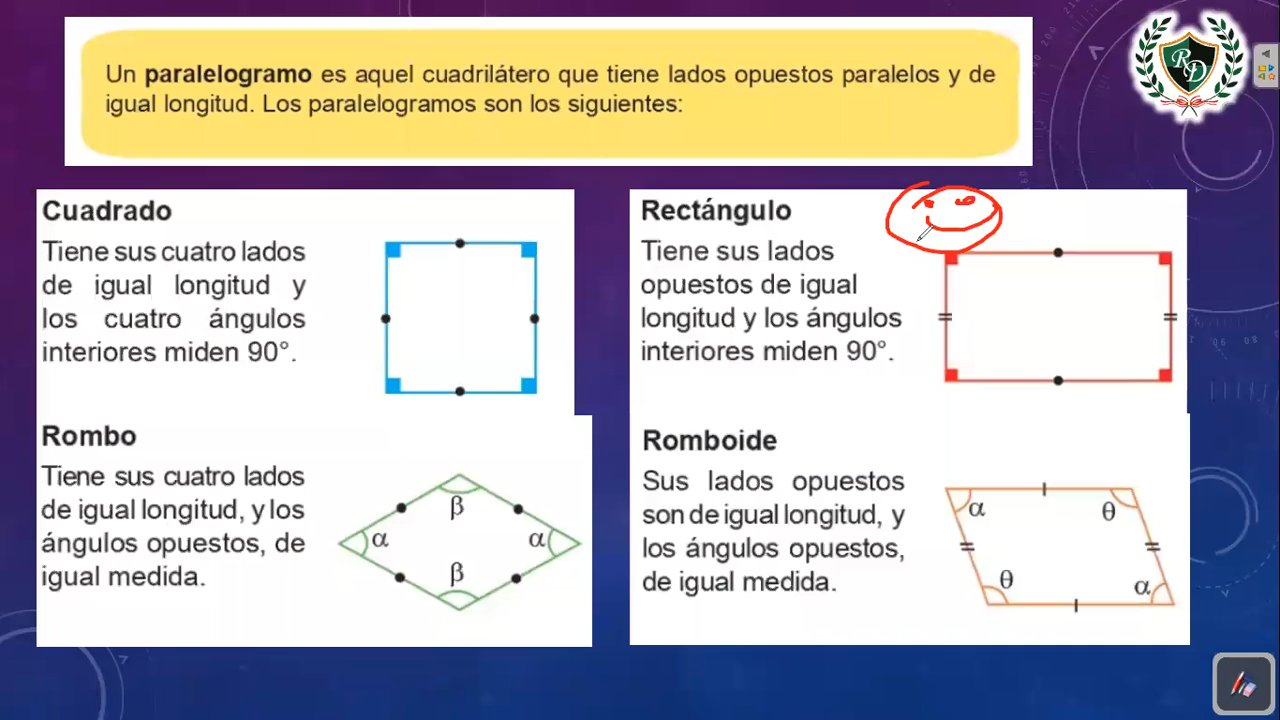 Un paralelogramo es aquel cuadrilátero que tiene lados opuestos paralelos y de
igual longitud. Los paralelogramos son los siguientes:
RD
Cuadrado
Tiene sus cuatro lados
de igual longitud y
los cuatro ángulos
interiores miden 90°.
Rectángulo
Tiene sus lados
opuestos de igual
longitud y los ángulos
interiores miden 90°.
Rombo
Tiene sus cuatro lados
de igual longitud, y los
ángulos opuestos, de
igual medida.
β
α α
β
Romboide
Sus lados opuestos
son de igual longitud, y
los ángulos opuestos,
de igual medida.
α θ
θ α